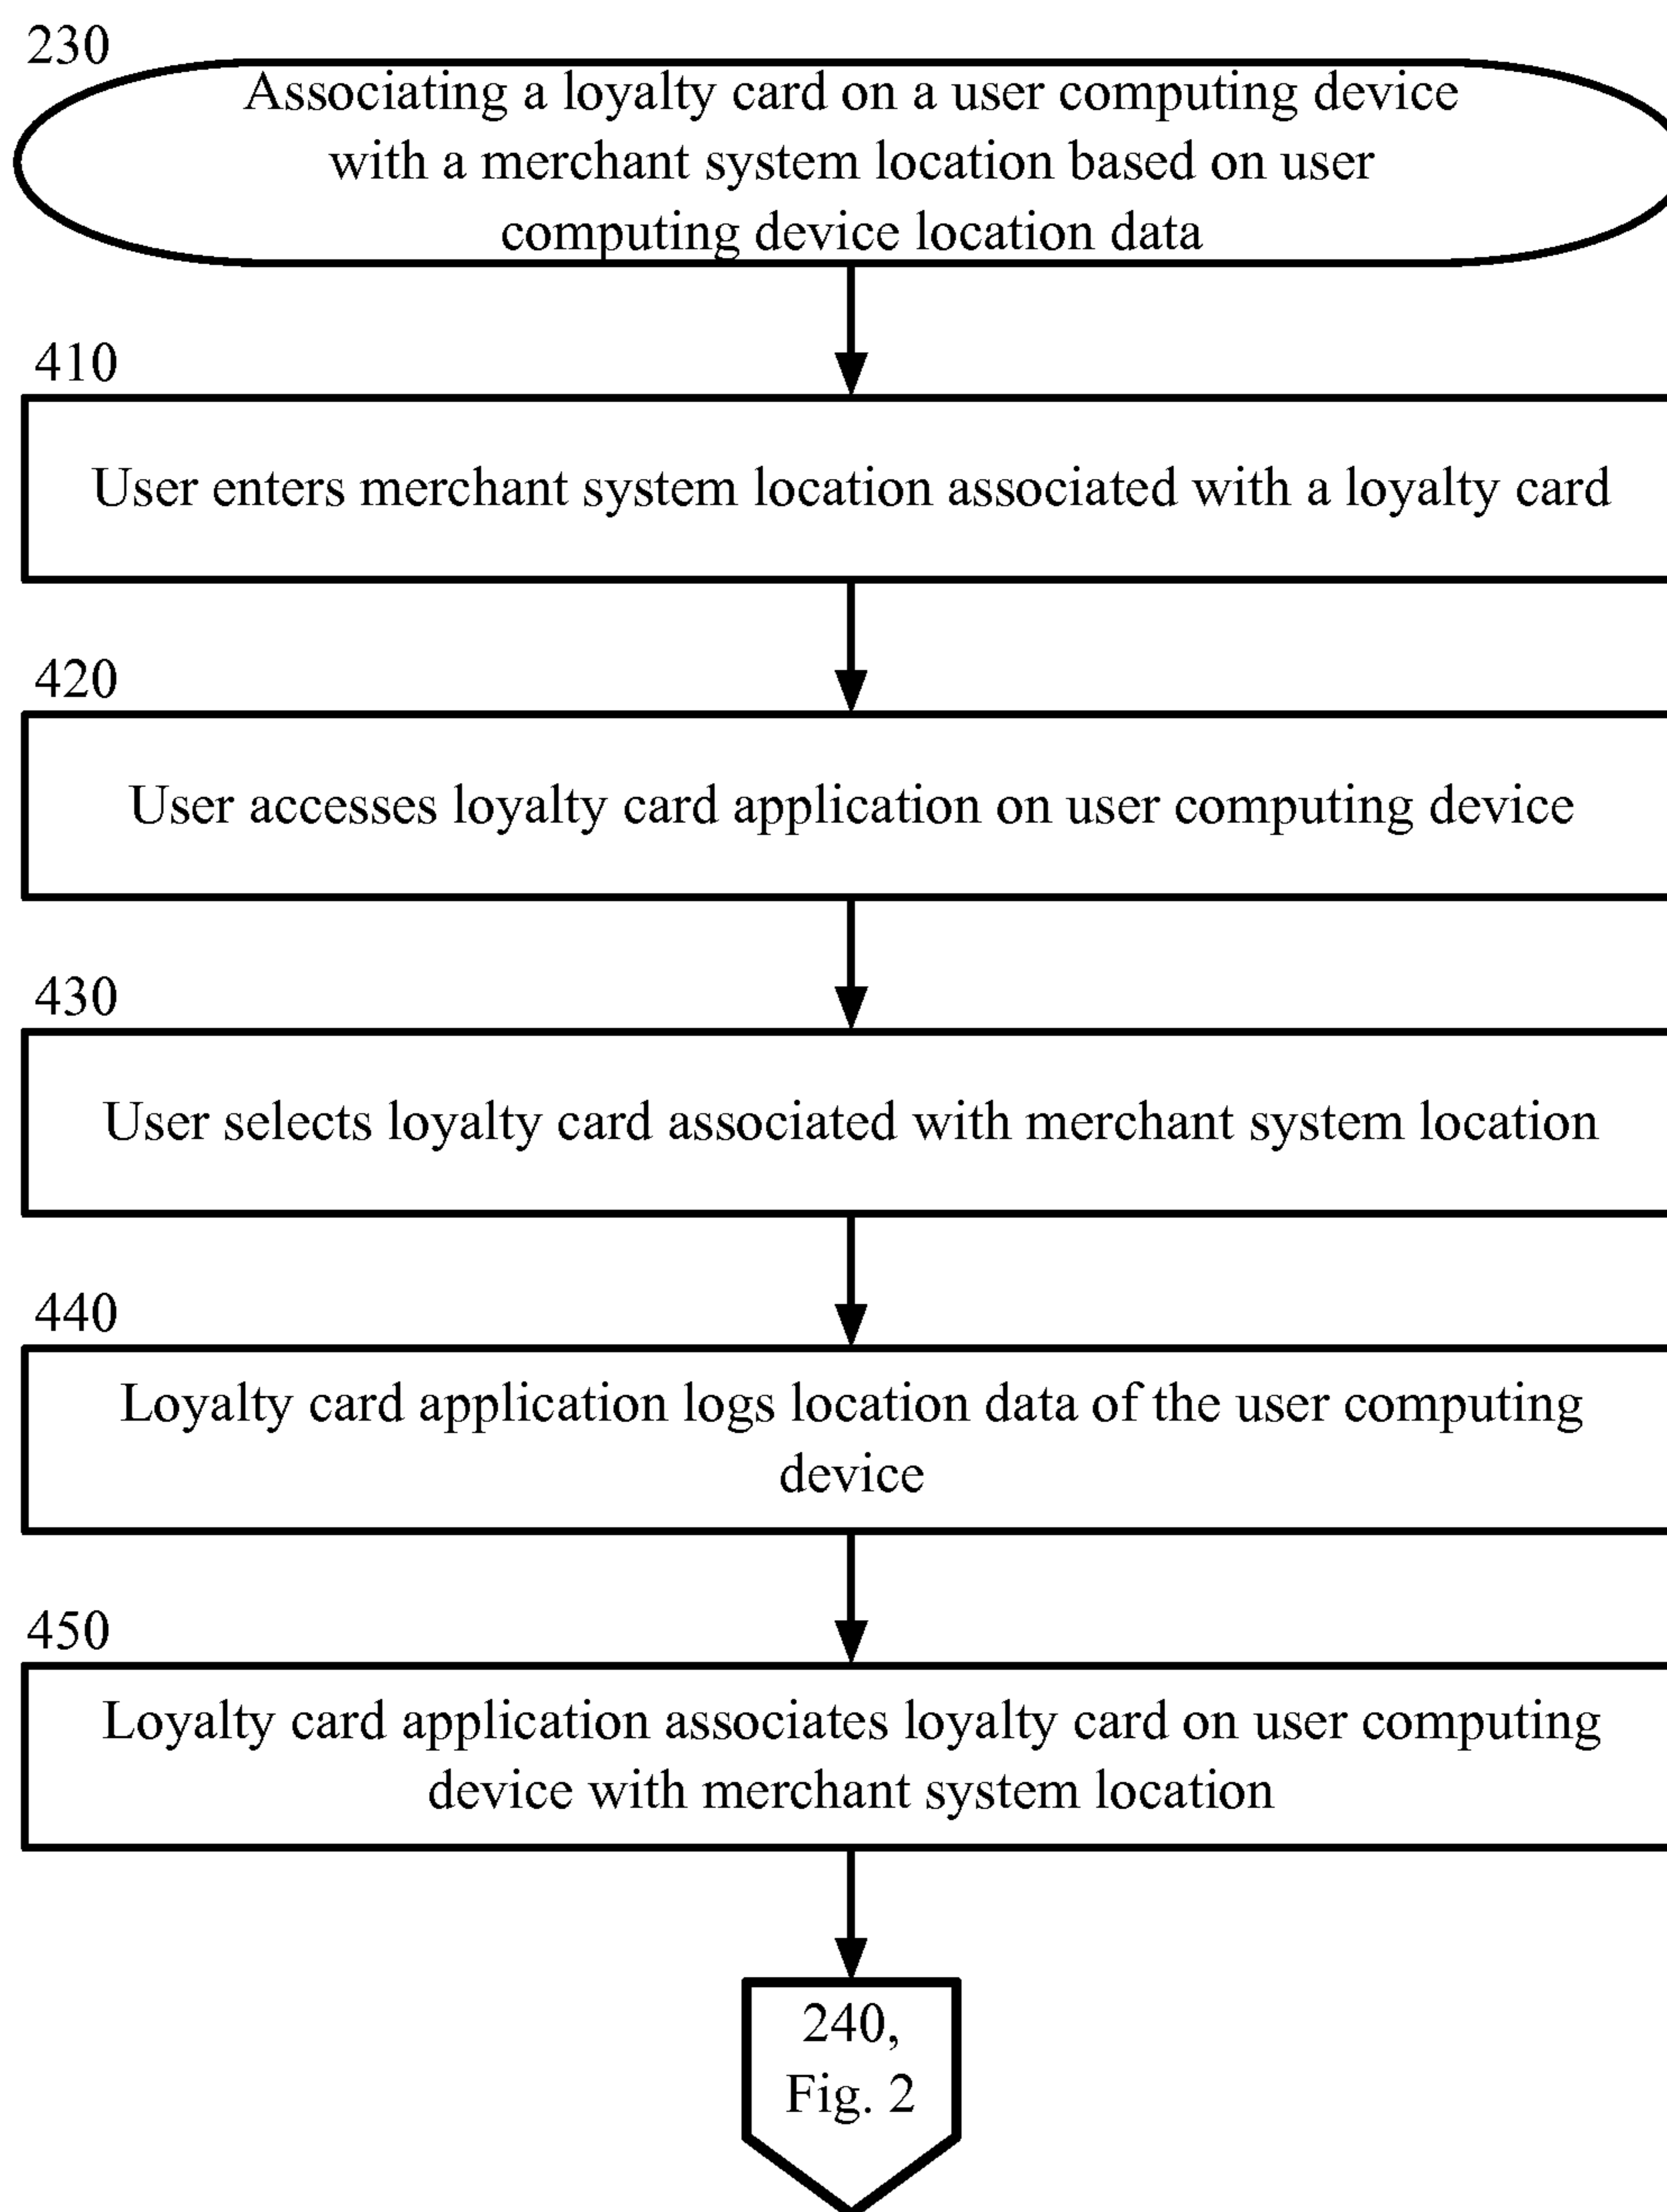 230
Associating a loyalty card on a user computing device
with a merchant system location based on user
computing device location data
410
User enters merchant system location associated with a loyalty card
420
User accesses loyalty card application on user computing device
430
User selects loyalty card associated with merchant system location
440
Loyalty card application logs location data of the user computing
device
450
Loyalty card application associates loyalty card on user computing
device with merchant system location
240,
Fig. 2